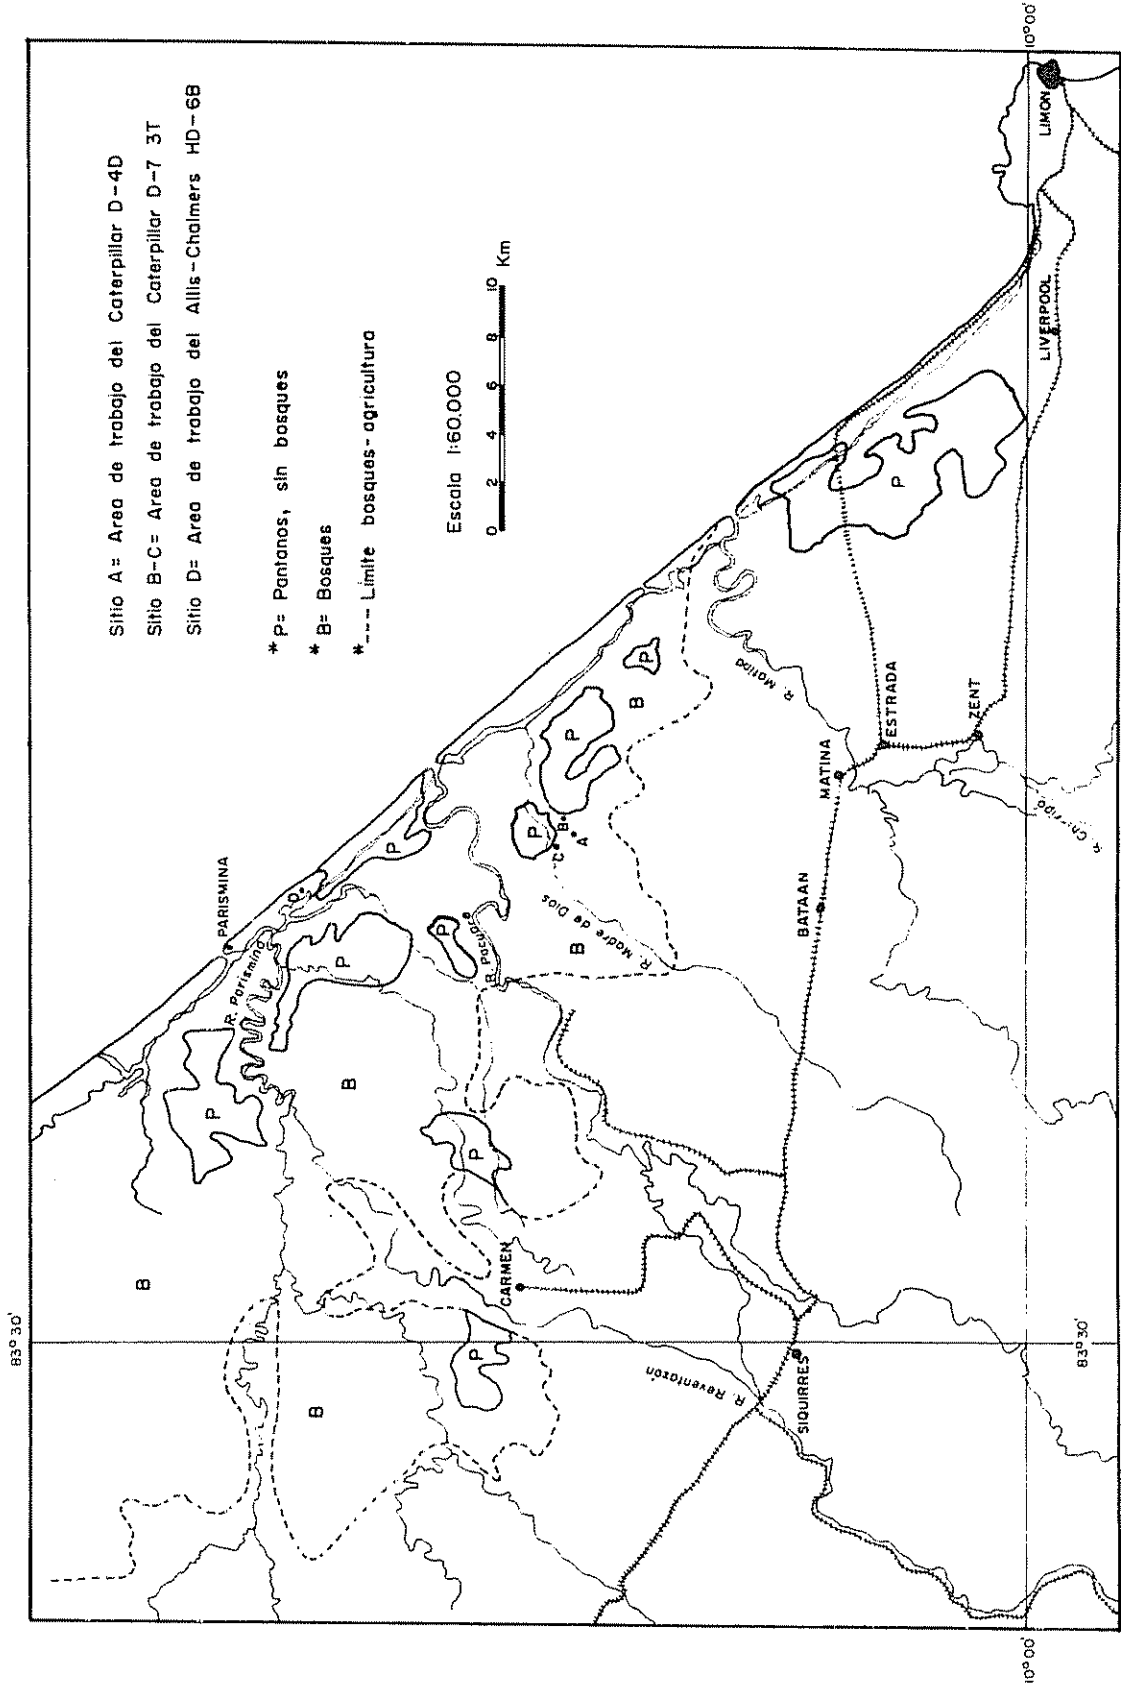 Sitio A = Area de trabajo del Caterpillar D-4D
Sitio B-C = Area de trabajo del Caterpillar D-7 3T
Sitio D = Area de trabajo del Allis-Chalmers HD-6B
* P= Pantanos, sin bosques
* B= Bosques
*--- Límite bosques-agricultura
Escala 1:60.000
0 2 4 6 8 10 Km
83° 30'
PARISMINA
R. Parismina
D
P
P
P
P
P
P
P
P
P
P
B
B
B
B
B
R. Pacuare
C
B
A
R. Madre de Dios
CARMEN
R. Reventazón
SIQUIRRES
BATAAN
MATINA
R. Matina
ESTRADA
ZENT
R. Chirripó
LIVERPOOL
LIMON
10° 00'
10° 00'
83° 30'